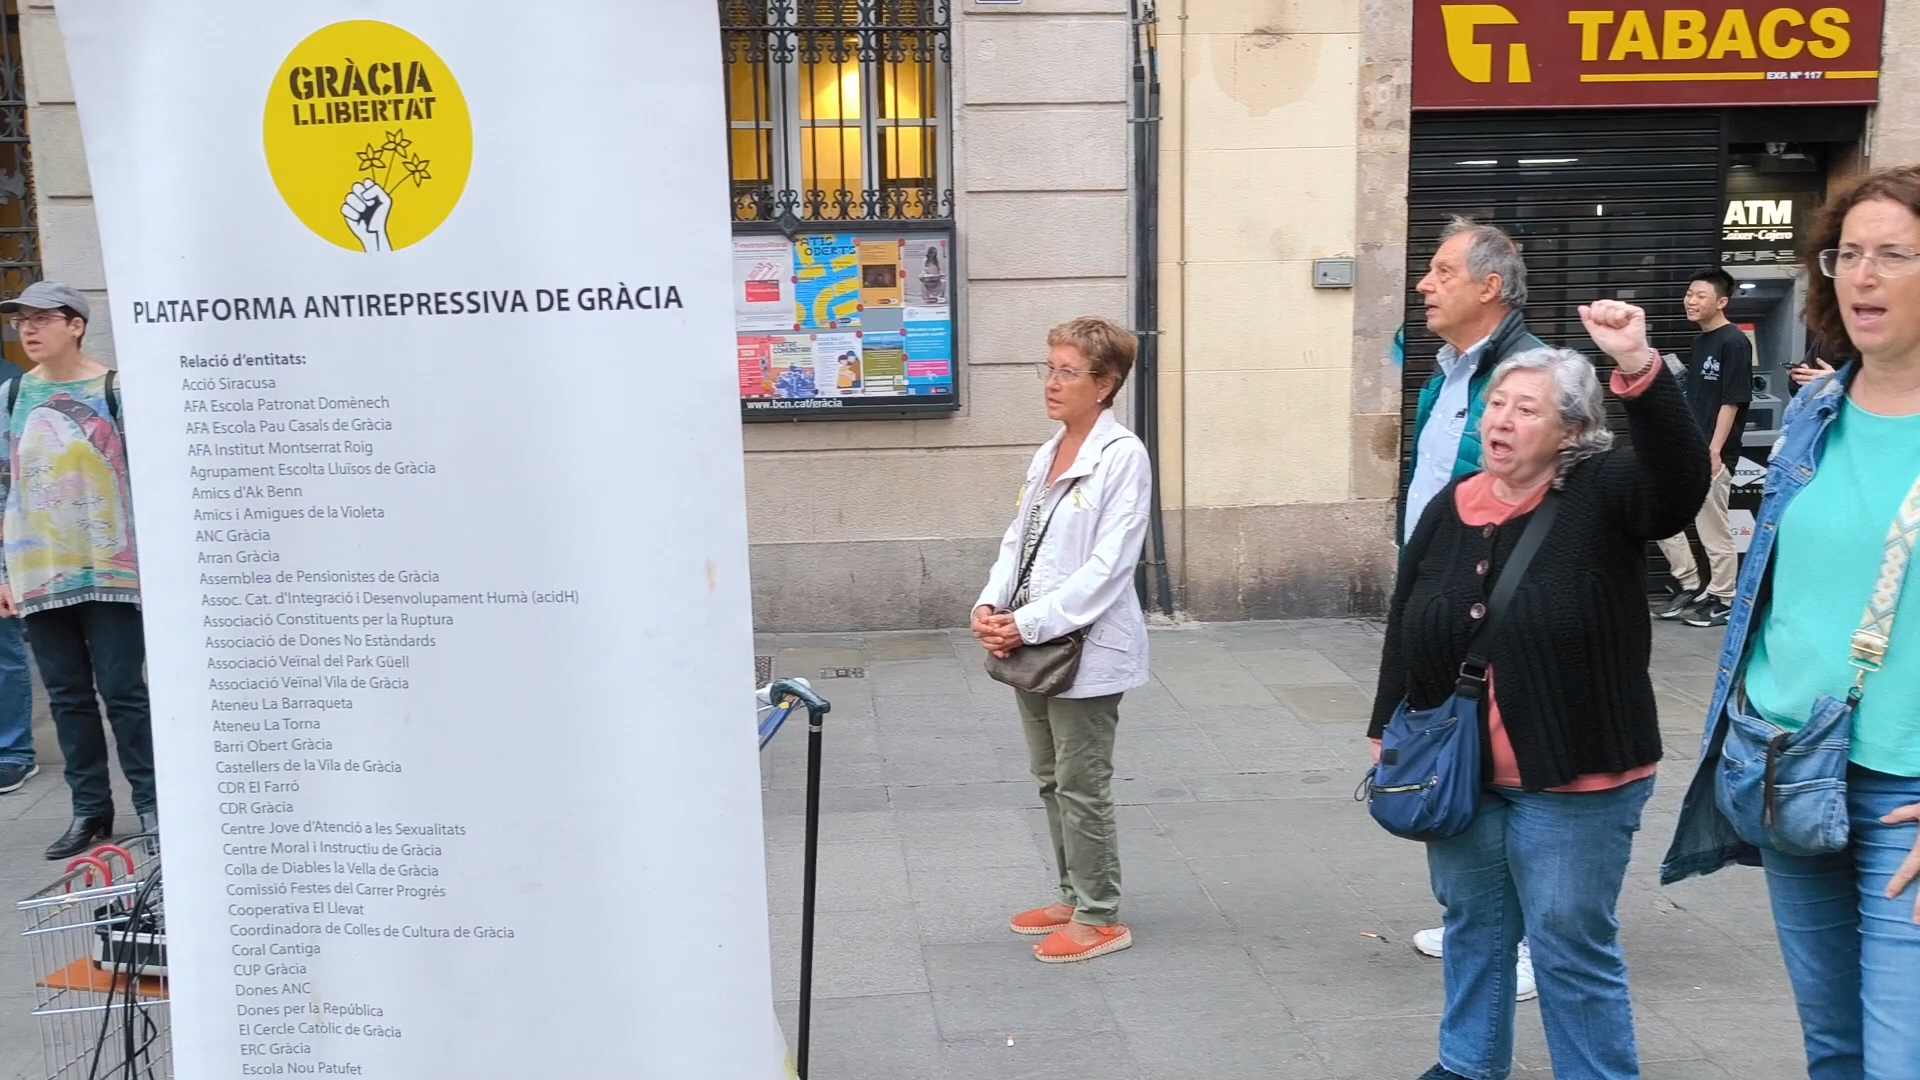 GRÀCIA
LLIBERTAT
PLATAFORMA ANTIREPRESSIVA DE GRÀCIA
Relació d'entitats:
Acció Siracusa
AFA Escola Patronat Domènech
AFA Escola Pau Casals de Gràcia
AFA Institut Montserrat Roig
Agrupament Escolta Lluïsos de Gràcia
Amics d'Ak Benn
Amics i Amigues de la Violeta
ANC Gràcia
Arran Gràcia
Assemblea de Pensionistes de Gràcia
Assoc. Cat. d'Integració i Desenvolupament Humà (acidH)
Associació Constituents per la Ruptura
Associació de Dones No Estàndards
Associació Veïnal del Park Güell
Associació Veïnal Vila de Gràcia
Ateneu La Barraqueta
Ateneu La Torna
Barri Obert Gràcia
Castellers de la Vila de Gràcia
CDR El Farró
CDR Gràcia
Centre Jove d'Atenció a les Sexualitats
Centre Moral i Instructiu de Gràcia
Colla de Diables la Vella de Gràcia
Comissió Festes del Carrer Progrés
Cooperativa El Llevat
Coordinadora de Colles de Cultura de Gràcia
Coral Cantiga
CUP Gràcia
Dones ANC
Dones per la República
El Cercle Catòlic de Gràcia
ERC Gràcia
Escola Nou Patufet
T-metropolitana
PATIS
OBERTS
www.bcn.cat/gràcia
TABACS
EXP. Nº 117
ATM
Caixer-Cajero